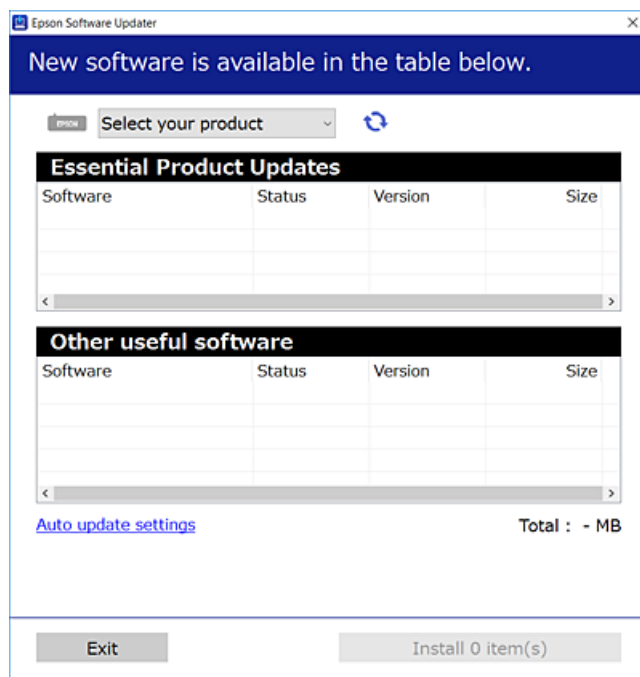 Epson Software Updater
New software is available in the table below.
EPSON Select your product
Essential Product Updates
Software Status Version Size
Other useful software
Software Status Version Size
Auto update settings Total : - MB
Exit Install 0 item(s)